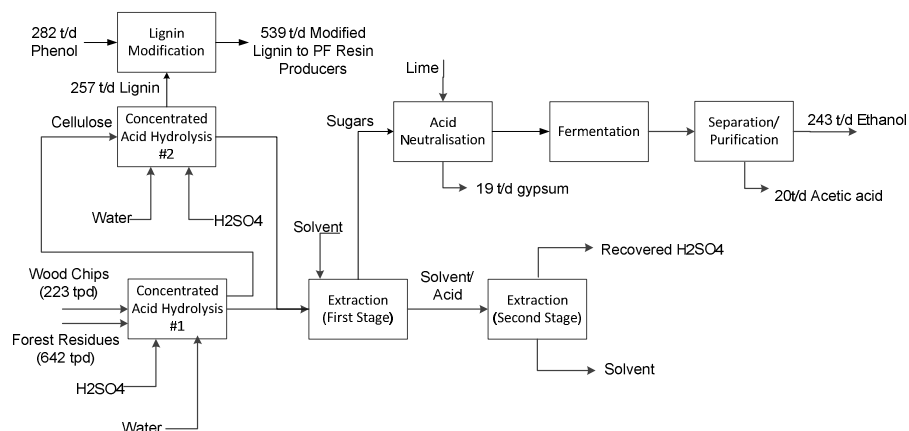 282 t/d
Phenol
Lignin
Modification
539 t/d Modified
Lignin to PF Resin
Producers
257 t/d Lignin
Lime
Cellulose
Concentrated
Acid Hydrolysis
#2
Sugars
Acid
Neutralisation
Fermentation
Separation/
Purification
243 t/d Ethanol
19 t/d gypsum
20t/d Acetic acid
Water
H2SO4
Solvent
Recovered H2SO4
Wood Chips
(223 tpd)
Concentrated
Acid Hydrolysis
#1
Extraction
(First Stage)
Solvent/
Acid
Extraction
(Second Stage)
Forest Residues
(642 tpd)
H2SO4
Solvent
Water